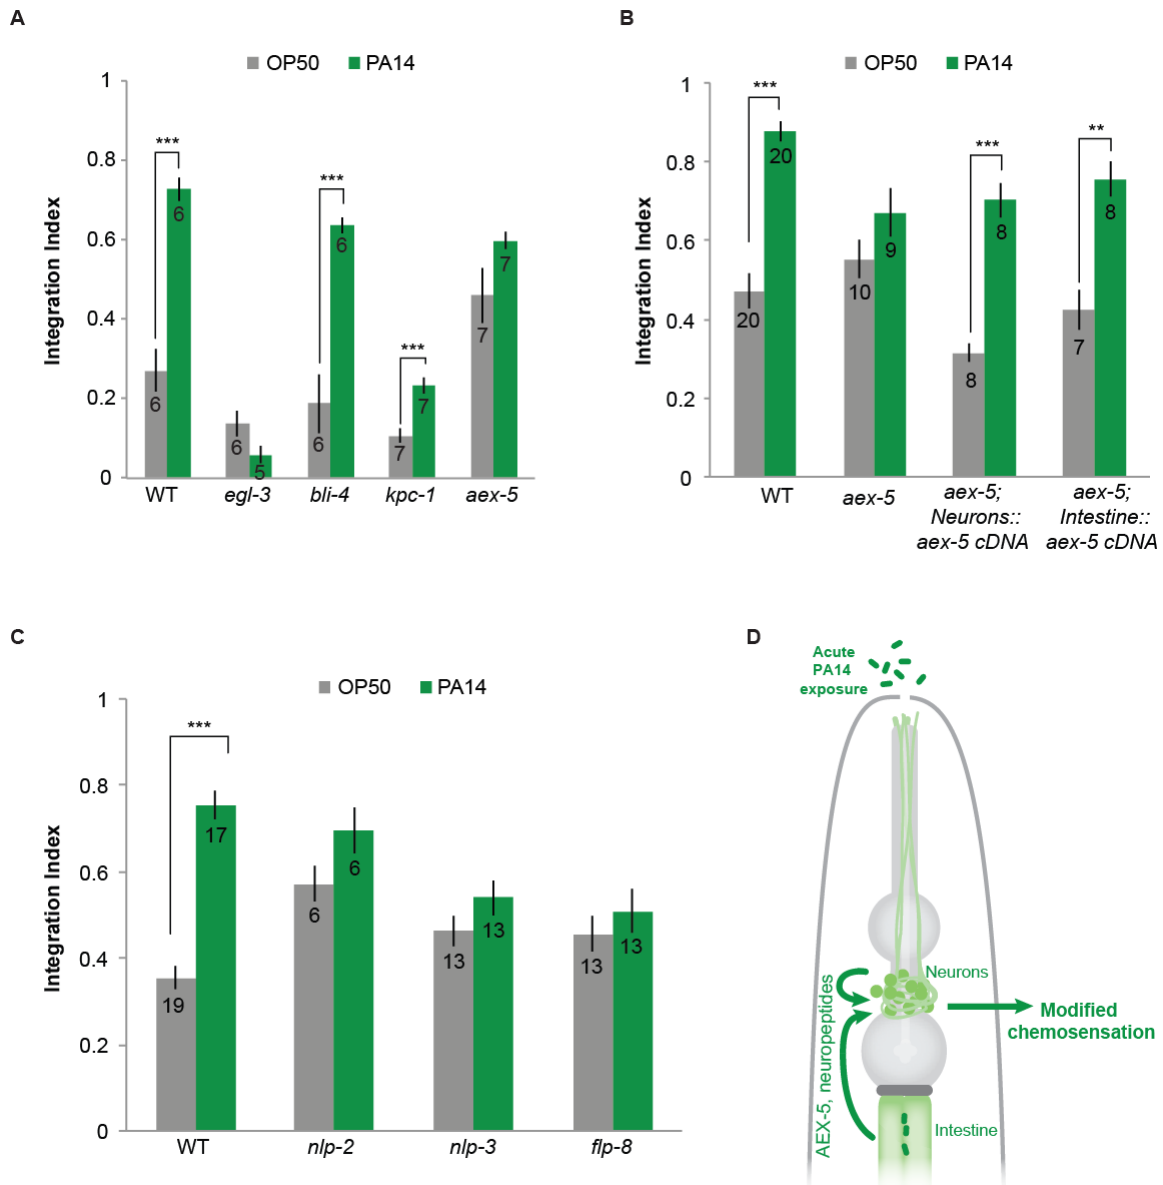 A
OP50 PA14
Integration Index
1
0.8
0.6
0.4
0.2
0
***
***
***
6
6
6
5
6
6
7
7
7
7
WT egl-3 bli-4 kpc-1 aex-5
B
OP50 PA14
Integration Index
1
0.8
0.6
0.4
0.2
0
***
***
**
20
20
10
9
8
8
7
8
WT
aex-5
aex-5;
Neurons::
aex-5 cDNA
aex-5;
Intestine::
aex-5 cDNA
C
OP50 PA14
Integration Index
1
0.8
0.6
0.4
0.2
0
***
19
17
6
6
13
13
13
13
WT nlp-2 nlp-3 flp-8
D
Acute
PA14
exposure
Neurons
AEX-5, neuropeptides
Modified
chemosensation
Intestine